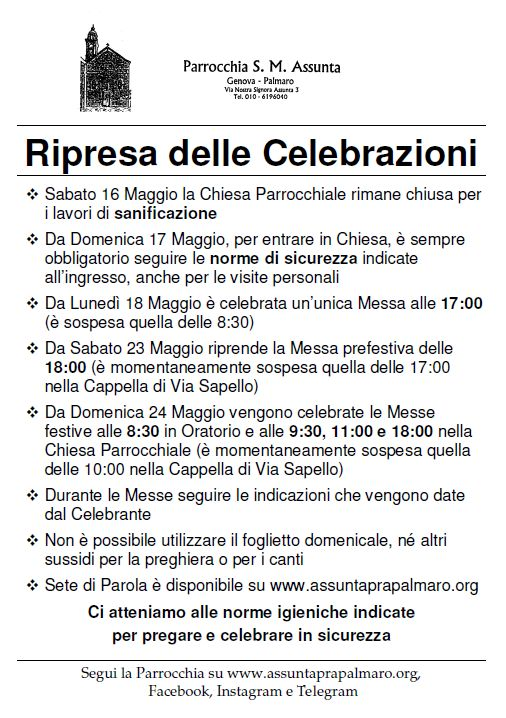 Parrocchia S. M. Assunta
Genova - Palmaro
Via Nostra Signora Assunta 3
Tel. 010 - 6196040
Ripresa delle Celebrazioni
❖ Sabato 16 Maggio la Chiesa Parrocchiale rimane chiusa per
i lavori di sanificazione
❖ Da Domenica 17 Maggio, per entrare in Chiesa, è sempre
obbligatorio seguire le norme di sicurezza indicate
all'ingresso, anche per le visite personali
❖ Da Lunedì 18 Maggio è celebrata un'unica Messa alle 17:00
(è sospesa quella delle 8:30)
❖ Da Sabato 23 Maggio riprende la Messa prefestiva delle
18:00 (è momentaneamente sospesa quella delle 17:00
nella Cappella di Via Sapello)
❖ Da Domenica 24 Maggio vengono celebrate le Messe
festive alle 8:30 in Oratorio e alle 9:30, 11:00 e 18:00 nella
Chiesa Parrocchiale (è momentaneamente sospesa quella
delle 10:00 nella Cappella di Via Sapello)
❖ Durante le Messe seguire le indicazioni che vengono date
dal Celebrante
❖ Non è possibile utilizzare il foglietto domenicale, né altri
sussidi per la preghiera o per i canti
❖ Sete di Parola è disponibile su www.assuntaprapalmaro.org
Ci atteniamo alle norme igieniche indicate
per pregare e celebrare in sicurezza
Segui la Parrocchia su www.assuntaprapalmaro.org,
Facebook, Instagram e Telegram